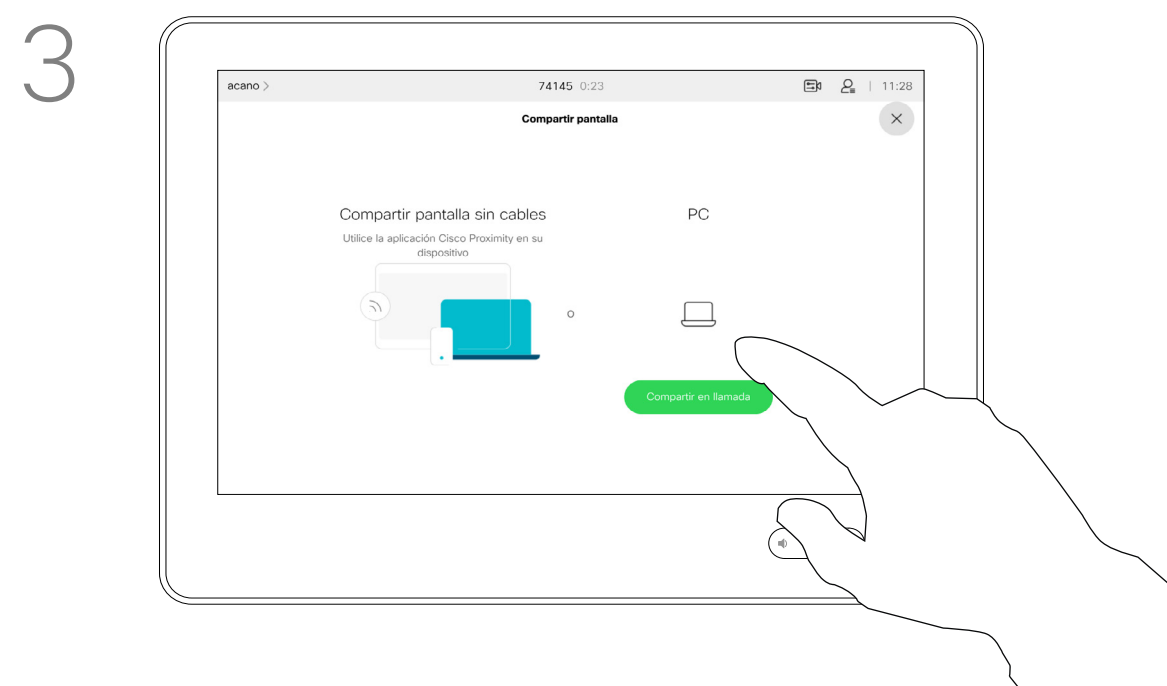 3
acano >
74145 0:23
11:28
Compartir pantalla
Compartir pantalla sin cables
PC
Utilice la aplicación Cisco Proximity en su
dispositivo
o
Compartir en llamada